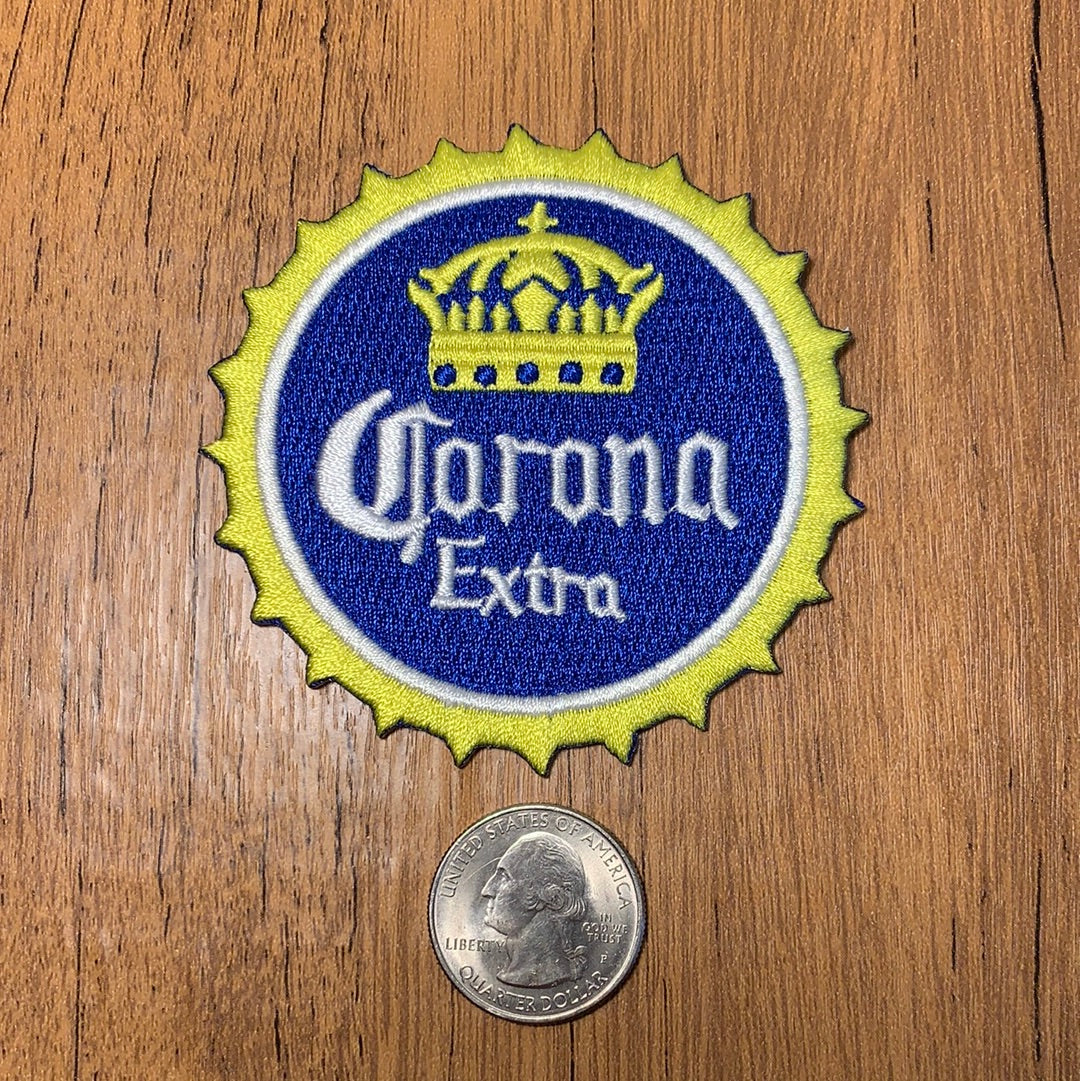 Corona
Extra
UNITED STATES OF AMERICA
LIBERTY
IN
GOD WE
TRUST
P
QUARTER DOLLAR